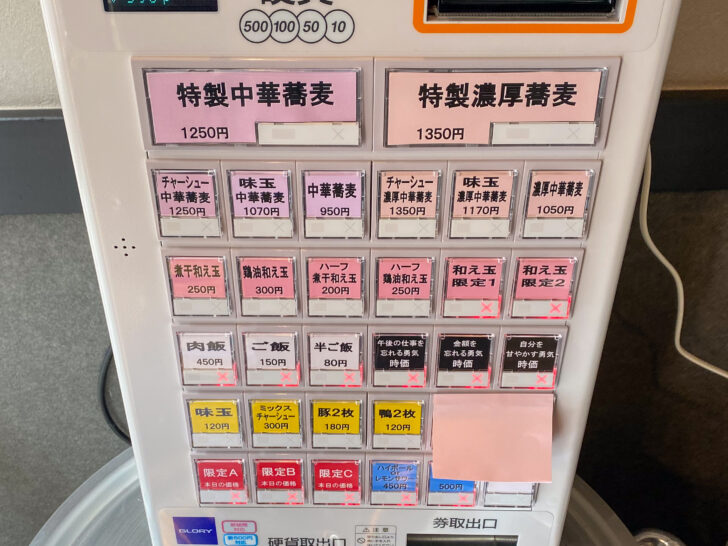 500 100 50 10
特製中華蕎麦
1250円
特製濃厚蕎麦
1350円
チャーシュー
中華蕎麦
1250円
味玉
中華蕎麦
1070円
中華蕎麦
950円
チャーシュー
濃厚中華蕎麦
1350円
味玉
濃厚中華蕎麦
1170円
濃厚中華蕎麦
1050円
煮干和え玉
250円
鶏油和え玉
300円
ハーフ
煮干和え玉
200円
ハーフ
鶏油和え玉
250円
和え玉
限定1
和え玉
限定2
肉飯
450円
ご飯
150円
半ご飯
80円
午後の仕事を
忘れる勇気
時価
金額を
忘れる勇気
時価
自分を
甘やかす勇気
時価
味玉
120円
ミックス
チャーシュー
300円
豚2枚
180円
鴨2枚
120円
限定A
本日の価格
限定B
本日の価格
限定C
本日の価格
ハイボール
or
レモンサワー
450円
500円
GLORY
新紙幣
対応
新500円
対応
硬貨取出口
注意
券取出口